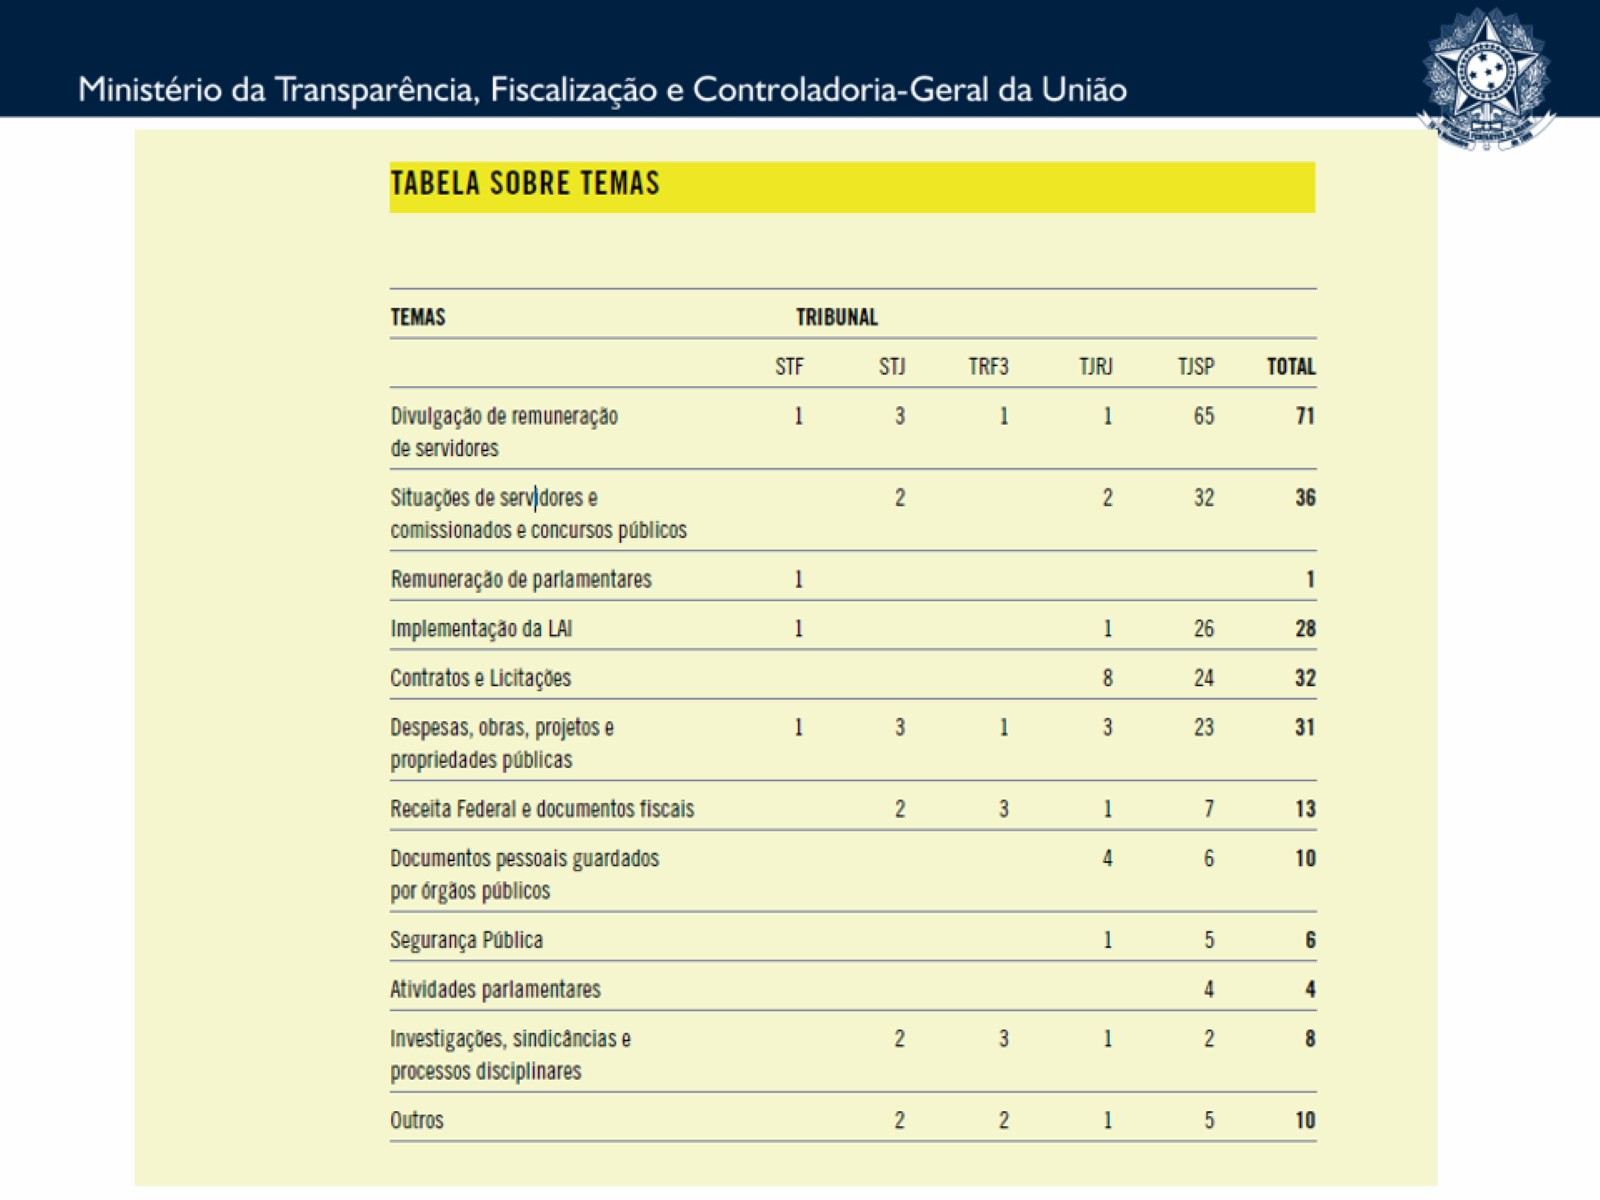 Ministério da Transparência, Fiscalização e Controladoria-Geral da União
TABELA SOBRE TEMAS
TEMAS TRIBUNAL
STF STJ TRF3 TJRJ TJSP TOTAL
Divulgação de remuneração 1 3 1 1 65 71
de servidores
Situações de servidores e 2 2 32 36
comissionados e concursos públicos
Remuneração de parlamentares 1 1
Implementação da LAI 1 1 26 28
Contratos e Licitações 8 24 32
Despesas, obras, projetos e 1 3 1 3 23 31
propriedades públicas
Receita Federal e documentos fiscais 2 3 1 7 13
Documentos pessoais guardados 4 6 10
por órgãos públicos
Segurança Pública 1 5 6
Atividades parlamentares 4 4
Investigações, sindicâncias e 2 3 1 2 8
processos disciplinares
Outros 2 2 1 5 10